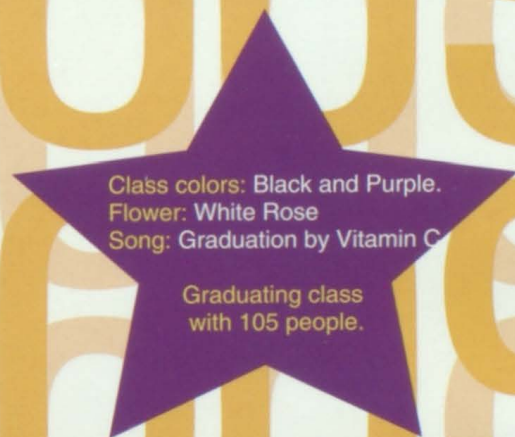 Class colors: Black and Purple.
Flower: White Rose
Song: Graduation by Vitamin C
Graduating class
with 105 people.